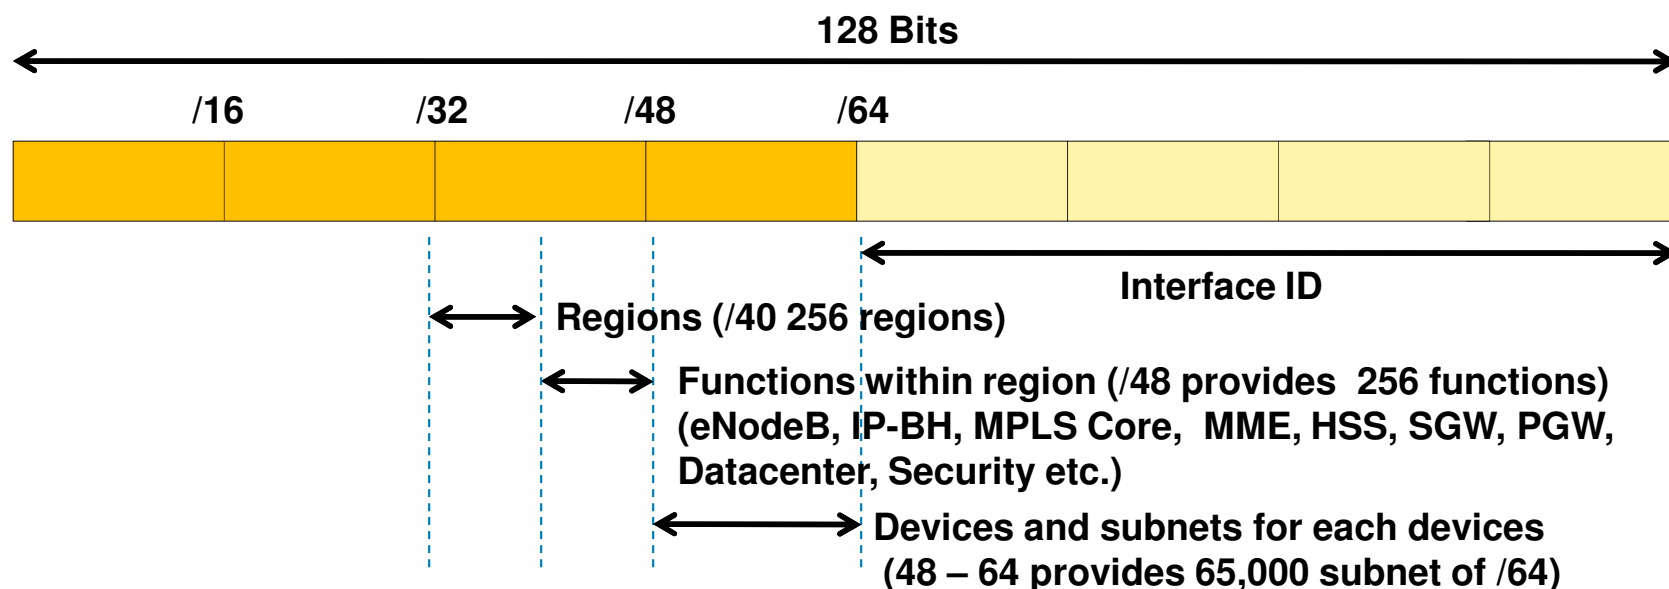 128 Bits
/16 /32 /48 /64
Interface ID
Regions (/40 256 regions)
Functions within region (/48 provides  256 functions)
(eNodeB, IP-BH, MPLS Core,  MME, HSS, SGW, PGW,
Datacenter, Security etc.)
Devices and subnets for each devices
(48 – 64 provides 65,000 subnet of /64)